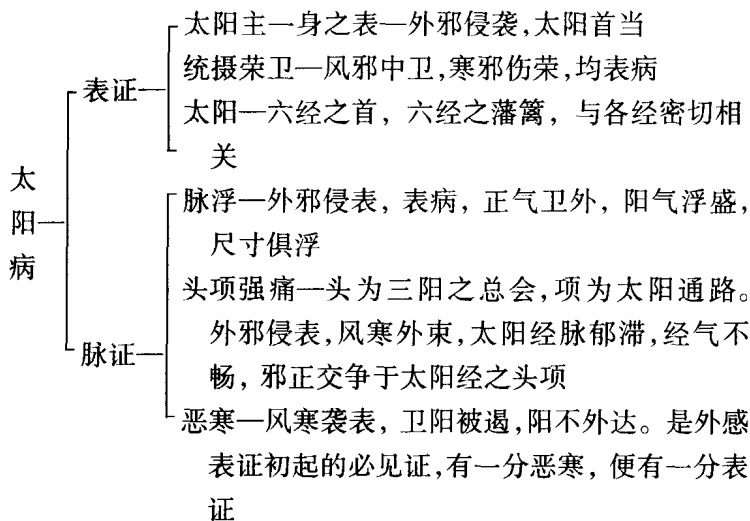 太阳病
表证
太阳主一身之表—外邪侵袭,太阳首当
统摄荣卫—风邪中卫,寒邪伤荣,均表病
太阳—六经之首，六经之藩篱，与各经密切相
关
脉证
脉浮—外邪侵表，表病，正气卫外，阳气浮盛，
尺寸俱浮
头项强痛—头为三阳之总会,项为太阳通路。
外邪侵表,风寒外束,太阳经脉郁滞,经气不
畅，邪正交争于太阳经之头项
恶寒—风寒袭表，卫阳被遏,阳不外达。是外感
表证初起的必见证,有一分恶寒，便有一分表
证